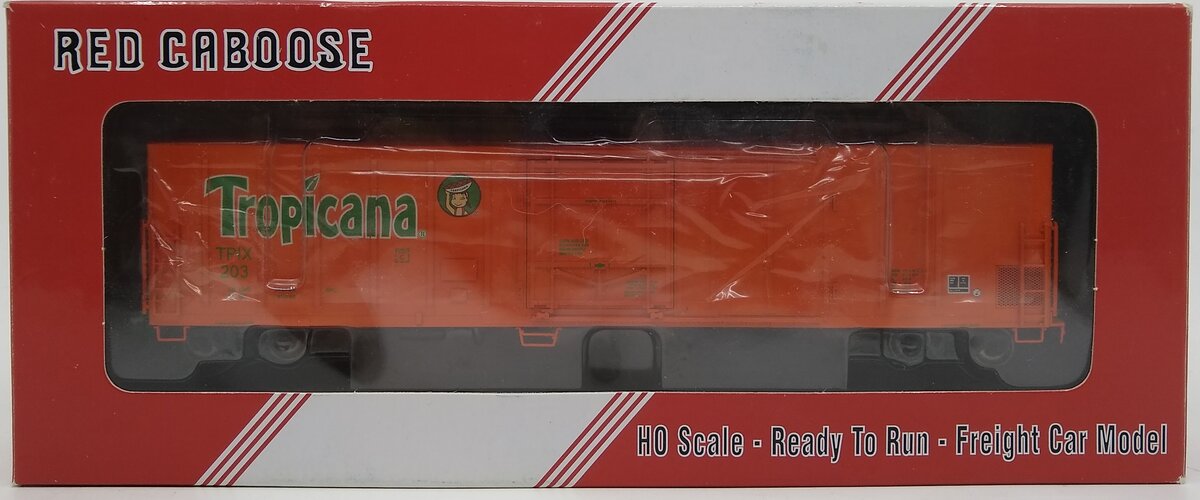 RED CABOOSE
Tropicana
TPIX
203
HO Scale - Ready To Run - Freight Car Model